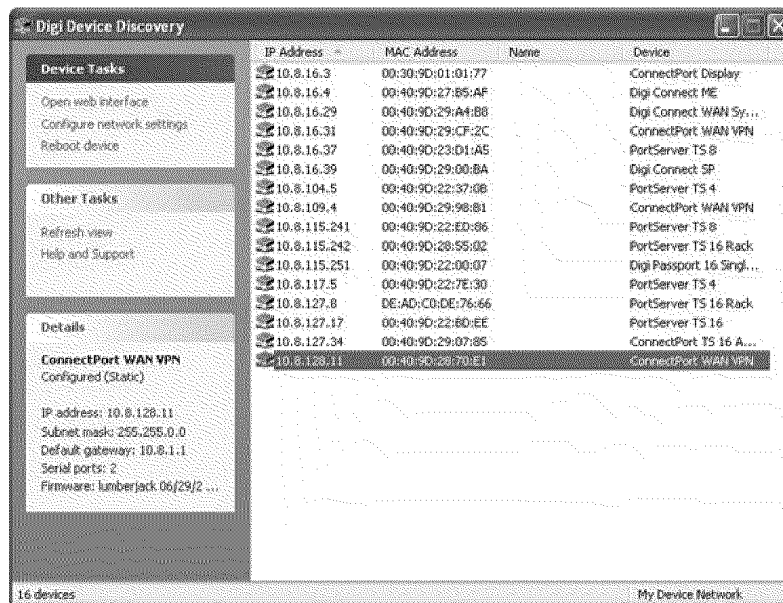 Digi Device Discovery
Device Tasks
Open web interface
Configure network settings
Reboot device
Other Tasks
Refresh view
Help and Support
Details
ConnectPort WAN VPN
Configured (Static)
IP address: 10.8.128.11
Subnet mask: 255.255.0.0
Default gateway: 10.8.1.1
Serial ports: 2
Firmware: lumberjack 06/29/2 ...
IP Address MAC Address Name Device
10.8.16.3 00:30:9D:01:01:77 ConnectPort Display
10.8.16.4 00:40:9D:27:B5:AF Digi Connect ME
10.8.16.29 00:40:9D:29:A4:B8 Digi Connect WAN Sy...
10.8.16.31 00:40:9D:29:CF:2C ConnectPort WAN VPN
10.8.16.37 00:40:9D:23:D1:A5 PortServer TS 8
10.8.16.39 00:40:9D:29:00:BA Digi Connect SP
10.8.104.5 00:40:9D:22:37:0B PortServer TS 4
10.8.109.4 00:40:9D:29:98:81 ConnectPort WAN VPN
10.8.115.241 00:40:9D:22:ED:86 PortServer TS 8
10.8.115.242 00:40:9D:28:55:02 PortServer TS 16 Rack
10.8.115.251 00:40:9D:22:00:07 Digi Passport 16 Singl...
10.8.117.5 00:40:9D:22:7E:30 PortServer TS 4
10.8.127.8 DE:AD:C0:DE:76:66 PortServer TS 16 Rack
10.8.127.17 00:40:9D:22:BD:EE PortServer TS 16
10.8.127.34 00:40:9D:29:07:85 ConnectPort TS 16 A...
10.8.128.11 00:40:9D:28:70:E1 ConnectPort WAN VPN
16 devices My Device Network